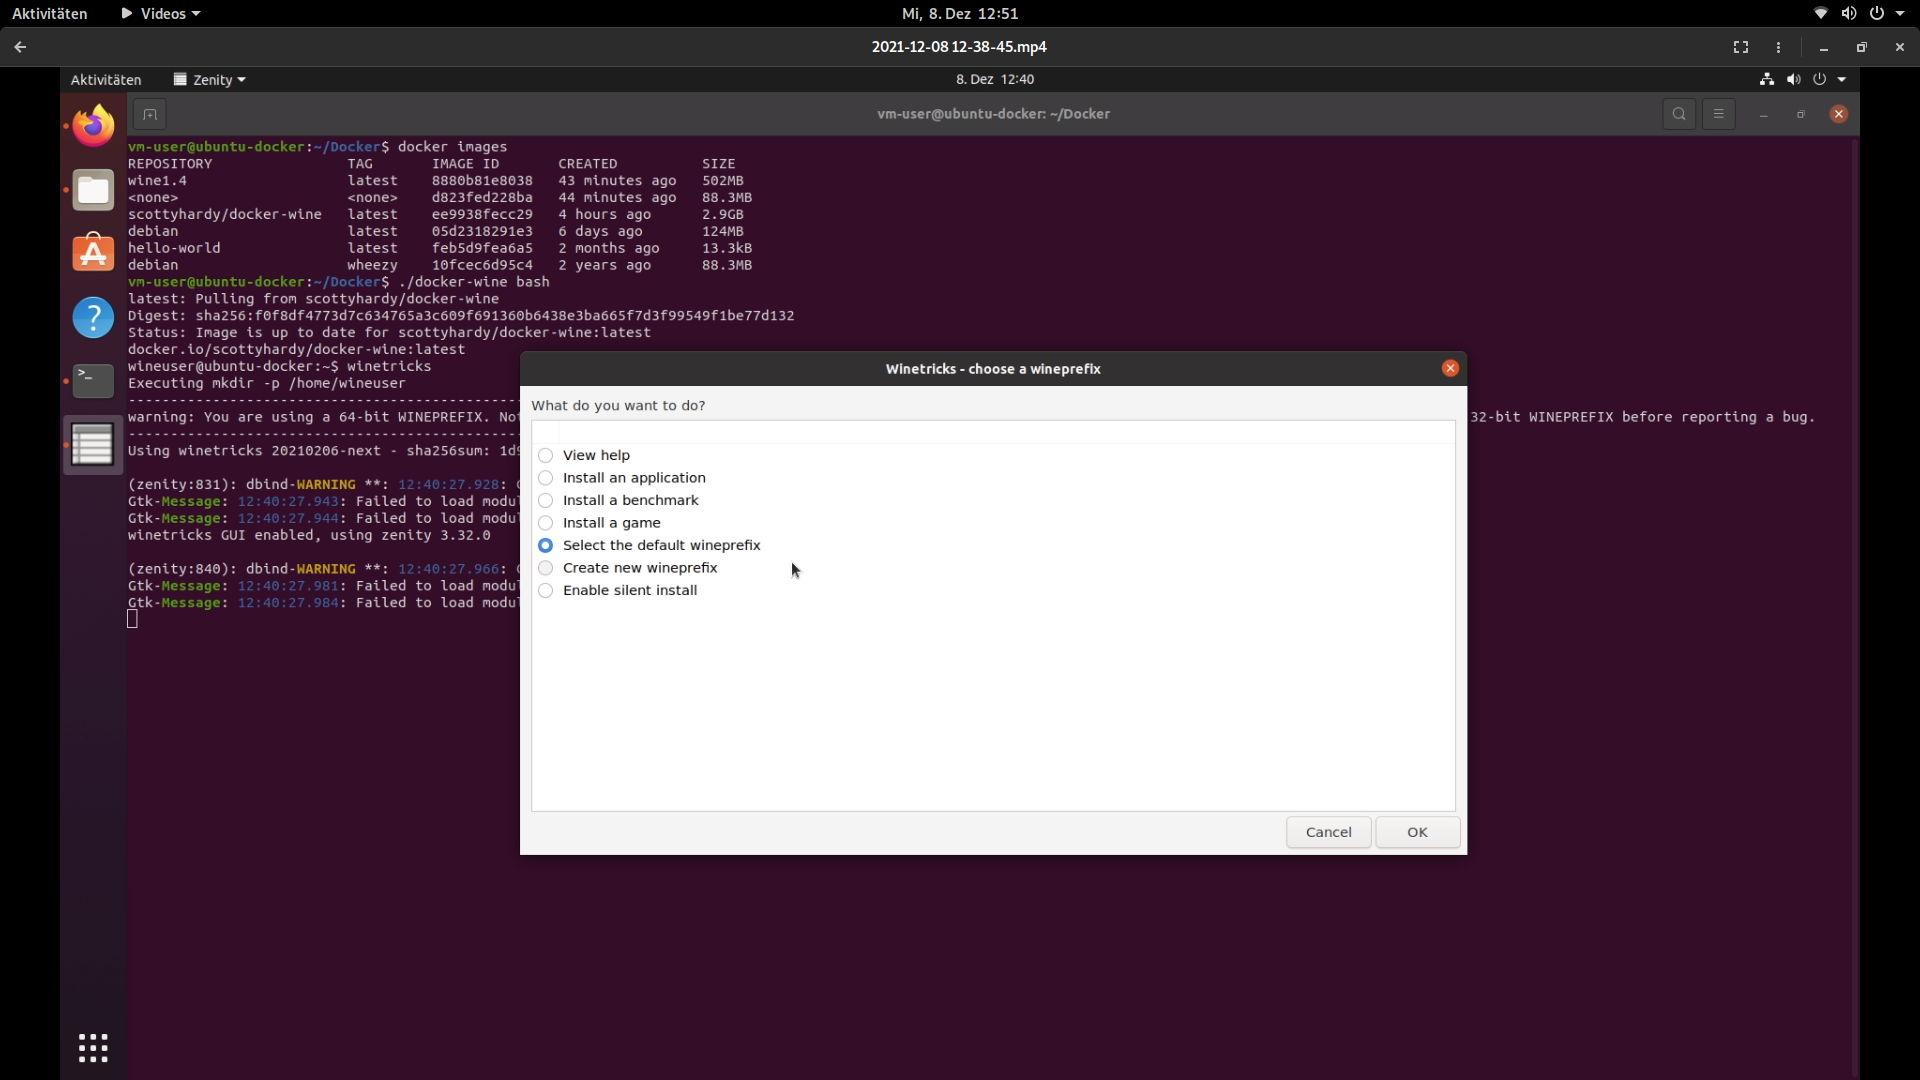 Aktivitäten Videos Mi, 8. Dez 12:51
2021-12-08 12-38-45.mp4
Aktivitäten Zenity 8. Dez 12:40
vm-user@ubuntu-docker: ~/Docker
vm-user@ubuntu-docker:~/Docker$ docker images
REPOSITORY TAG IMAGE ID CREATED SIZE
wine1.4 latest 8880b81e8038 43 minutes ago 502MB
<none> <none> d823fed228ba 44 minutes ago 88.3MB
scottyhardy/docker-wine latest ee9938fecc29 4 hours ago 2.9GB
debian latest 05d2318291e3 6 days ago 124MB
hello-world latest feb5d9fea6a5 2 months ago 13.3kB
debian wheezy 10fcec6d95c4 2 years ago 88.3MB
vm-user@ubuntu-docker:~/Docker$ ./docker-wine bash
latest: Pulling from scottyhardy/docker-wine
Digest: sha256:f0f8df4773d7c634765a3c609f691360b6438e3ba665f7d3f99549f1be77d132
Status: Image is up to date for scottyhardy/docker-wine:latest
docker.io/scottyhardy/docker-wine:latest
wineuser@ubuntu-docker:~$ winetricks
Executing mkdir -p /home/wineuser
------------------------------------------------
warning: You are using a 64-bit WINEPREFIX. No 32-bit WINEPREFIX before reporting a bug.
------------------------------------------------
Using winetricks 20210206-next - sha256sum: 1d
(zenity:831): dbind-WARNING **: 12:40:27.928:
Gtk-Message: 12:40:27.943: Failed to load modu
Gtk-Message: 12:40:27.944: Failed to load modu
winetricks GUI enabled, using zenity 3.32.0
(zenity:840): dbind-WARNING **: 12:40:27.966:
Gtk-Message: 12:40:27.981: Failed to load modu
Gtk-Message: 12:40:27.984: Failed to load modu
Winetricks - choose a wineprefix
What do you want to do?
View help
Install an application
Install a benchmark
Install a game
Select the default wineprefix
Create new wineprefix
Enable silent install
Cancel OK